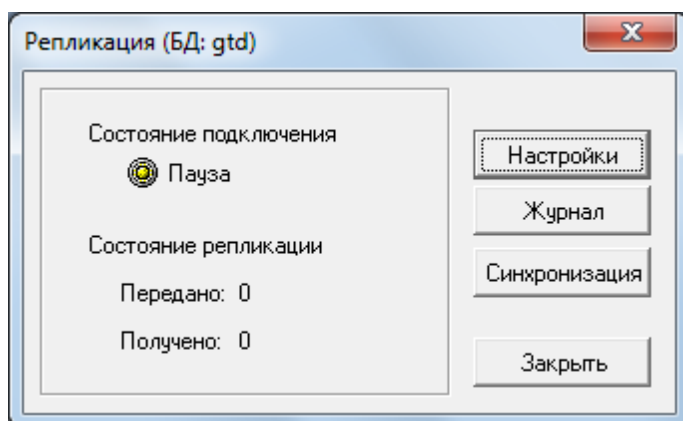 Репликация (БД: gtd)
Состояние подключения
Пауза
Состояние репликации
Передано: 0
Получено: 0
Настройки
Журнал
Синхронизация
Закрыть